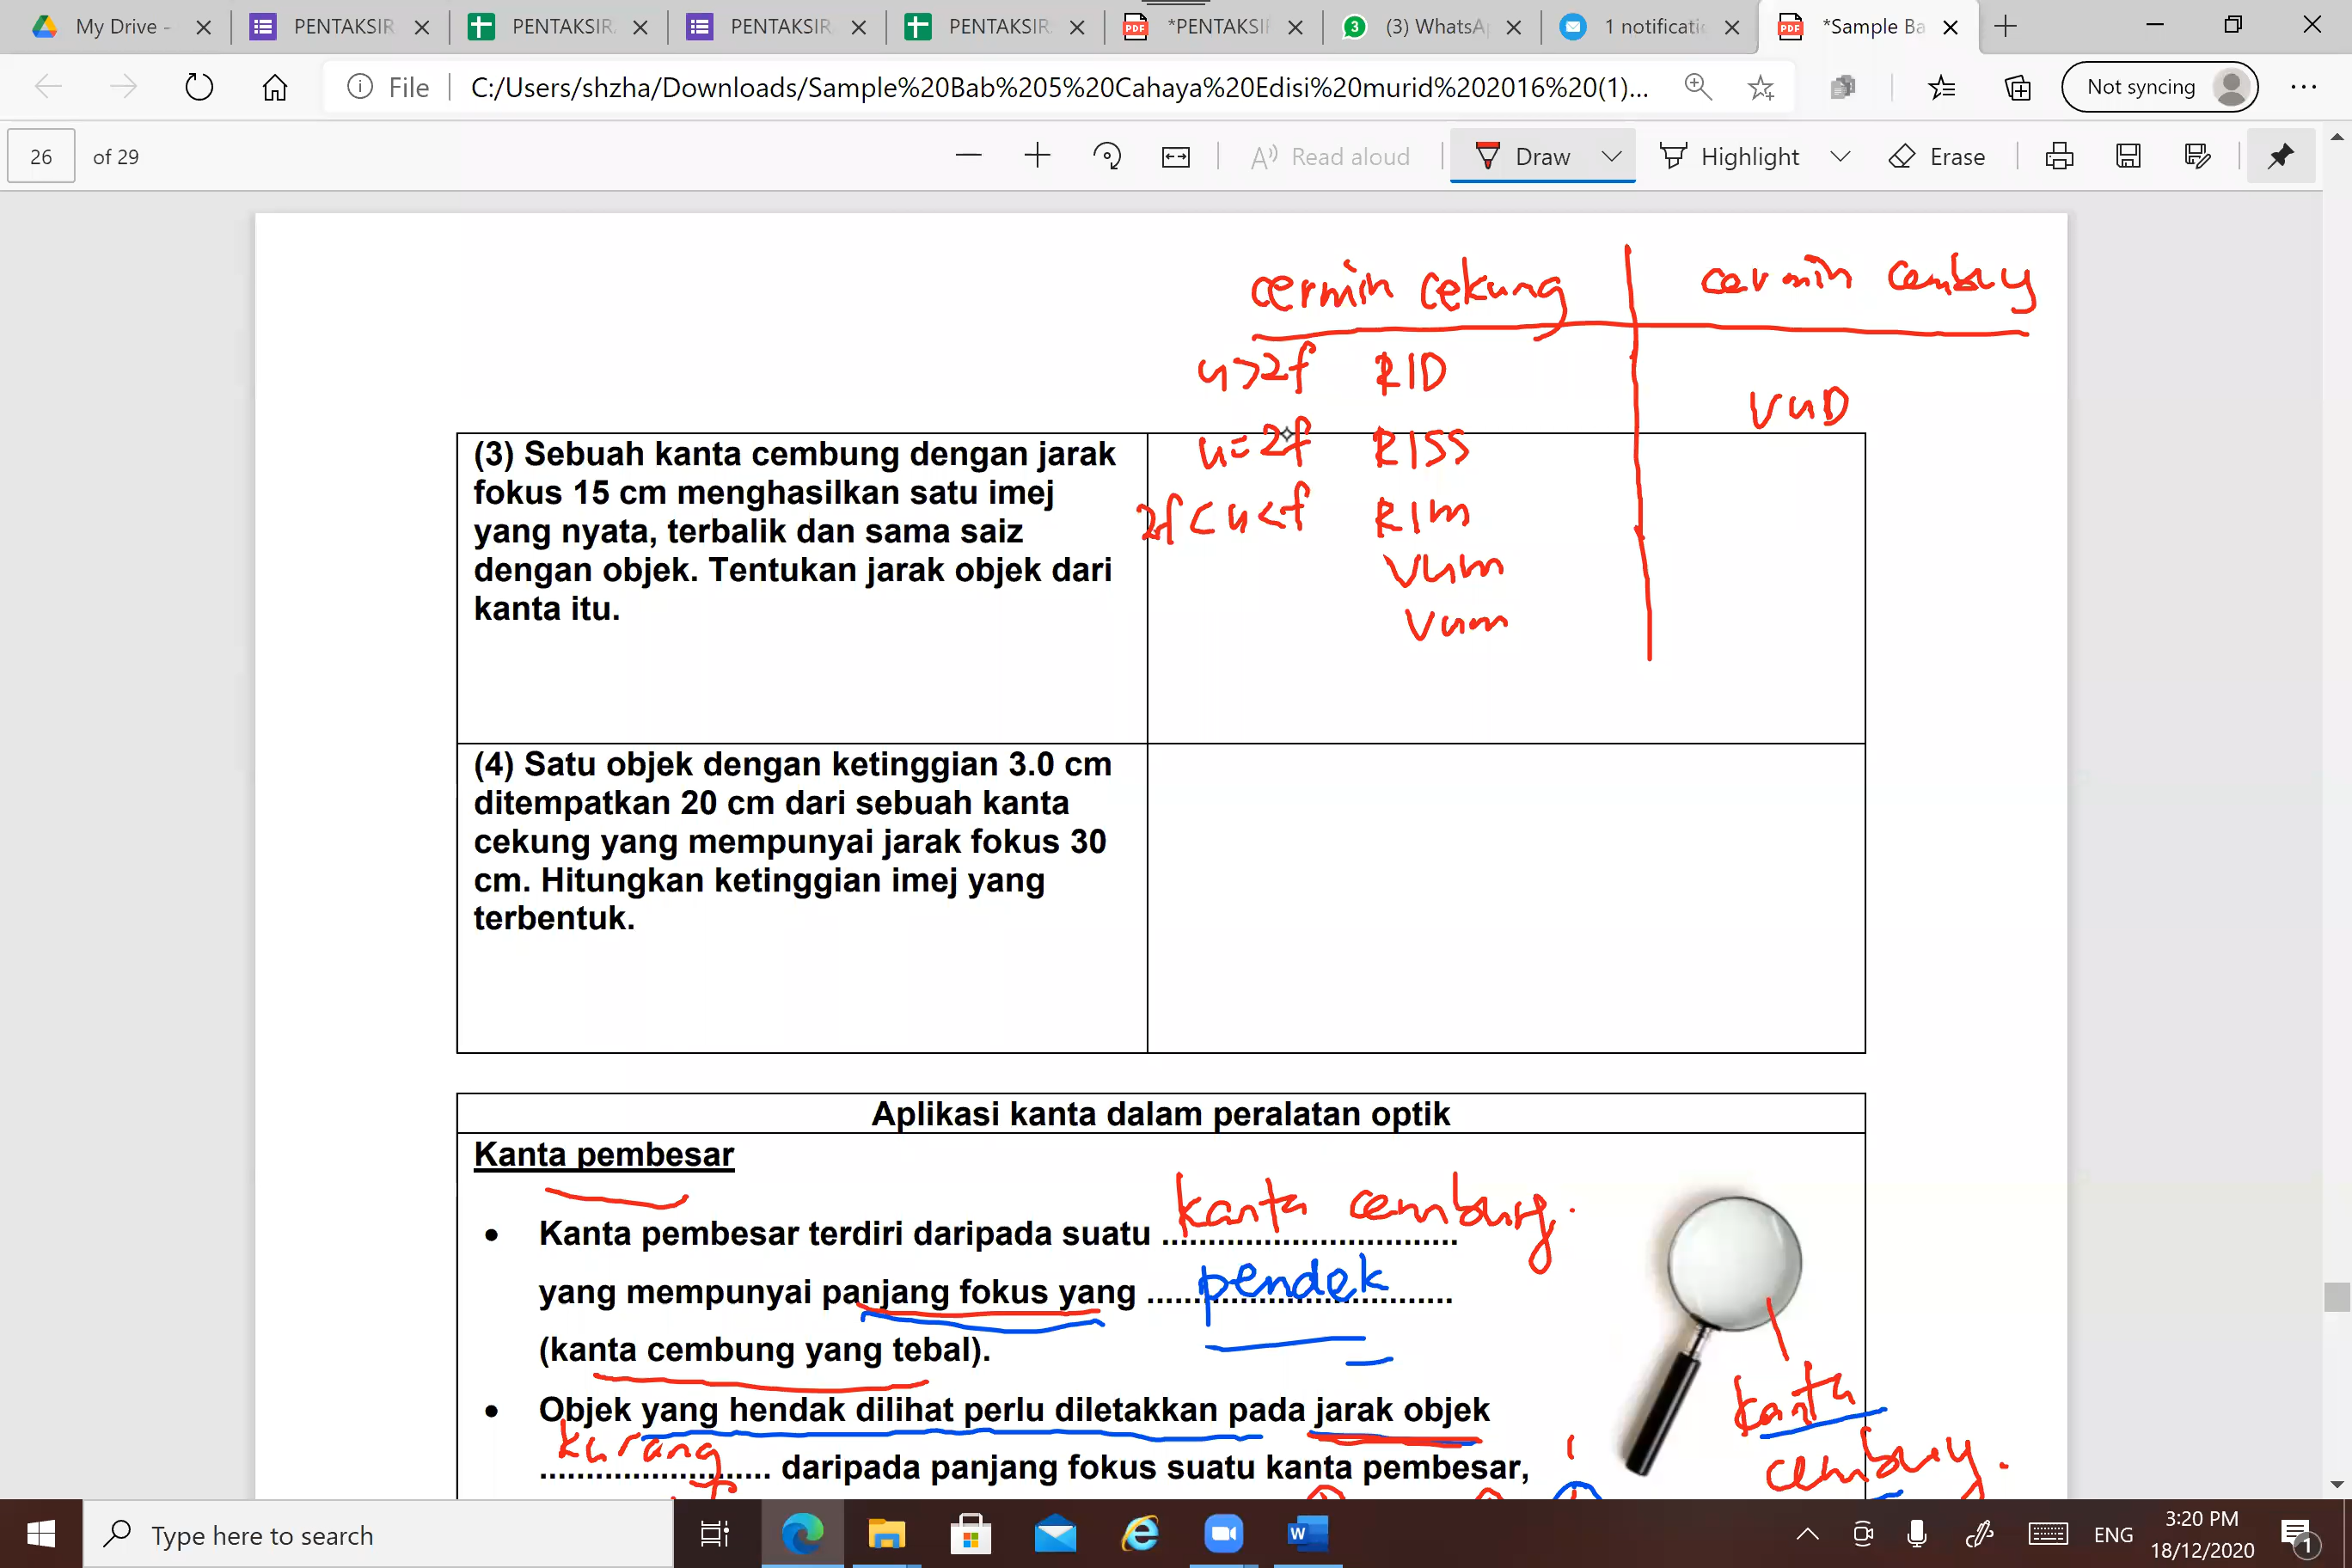 My Drive -
PENTAKSIR
PENTAKSIR
PENTAKSIR
PENTAKSIR
*PENTAKSI
(3) WhatsA
1 notificati
*Sample Ba
File
C:/Users/shzha/Downloads/Sample%20Bab%205%20Cahaya%20Edisi%20murid%202016%20(1)...
Not syncing
26 of 29
Read aloud
Draw
Highlight
Erase
cermin cekung
cermin cembuy
u>2f RID
VuD
u=2f RISS
2f<u<f RIM
Vum
Vum
(3) Sebuah kanta cembung dengan jarak
fokus 15 cm menghasilkan satu imej
yang nyata, terbalik dan sama saiz
dengan objek. Tentukan jarak objek dari
kanta itu.
(4) Satu objek dengan ketinggian 3.0 cm
ditempatkan 20 cm dari sebuah kanta
cekung yang mempunyai jarak fokus 30
cm. Hitungkan ketinggian imej yang
terbentuk.
Aplikasi kanta dalam peralatan optik
Kanta pembesar
• Kanta pembesar terdiri daripada suatu kanta cembung.
yang mempunyai panjang fokus yang pendek
(kanta cembung yang tebal).
• Objek yang hendak dilihat perlu diletakkan pada jarak objek
kurang daripada panjang fokus suatu kanta pembesar,
kanta
cembuy.
Type here to search
ENG
3:20 PM
18/12/2020
1